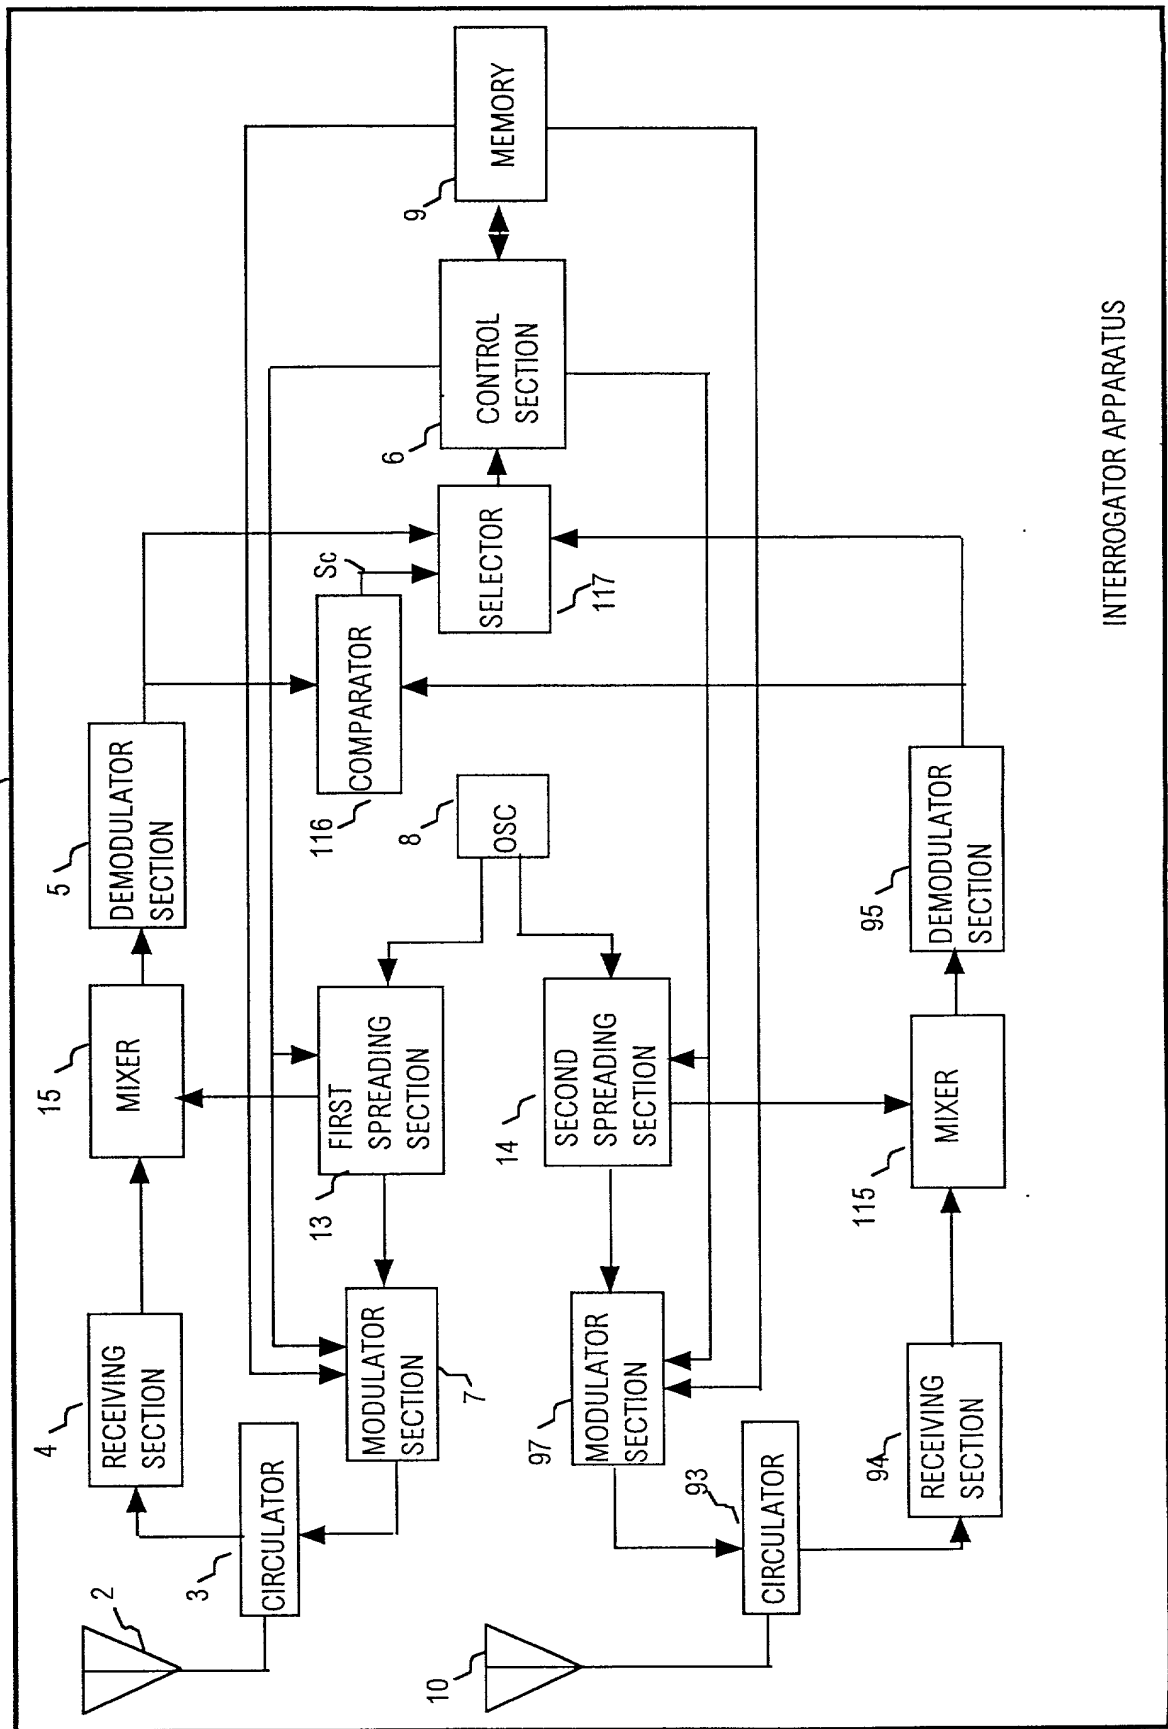 2
3
CIRCULATOR
4
RECEIVING
SECTION
15
MIXER
5
DEMODULATOR
SECTION
7
MODULATOR
SECTION
13
FIRST
SPREADING
SECTION
116
COMPARATOR
Sc
8
OSC
SELECTOR
117
6
CONTROL
SECTION
9
MEMORY
10
97
MODULATOR
SECTION
14
SECOND
SPREADING
SECTION
93
CIRCULATOR
94
RECEIVING
SECTION
115
MIXER
95
DEMODULATOR
SECTION
INTERROGATOR APPARATUS